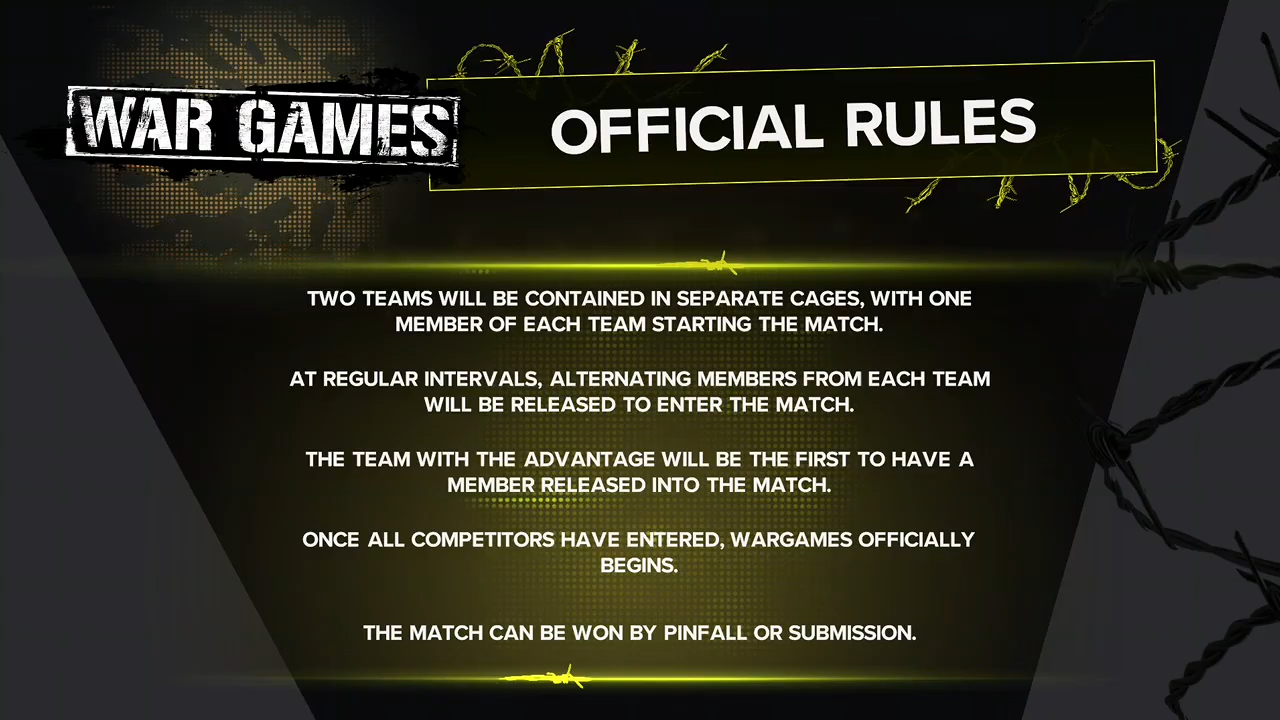 WAR GAMES
OFFICIAL RULES
TWO TEAMS WILL BE CONTAINED IN SEPARATE CAGES, WITH ONE
MEMBER OF EACH TEAM STARTING THE MATCH.
AT REGULAR INTERVALS, ALTERNATING MEMBERS FROM EACH TEAM
WILL BE RELEASED TO ENTER THE MATCH.
THE TEAM WITH THE ADVANTAGE WILL BE THE FIRST TO HAVE A
MEMBER RELEASED INTO THE MATCH.
ONCE ALL COMPETITORS HAVE ENTERED, WARGAMES OFFICIALLY
BEGINS.
THE MATCH CAN BE WON BY PINFALL OR SUBMISSION.